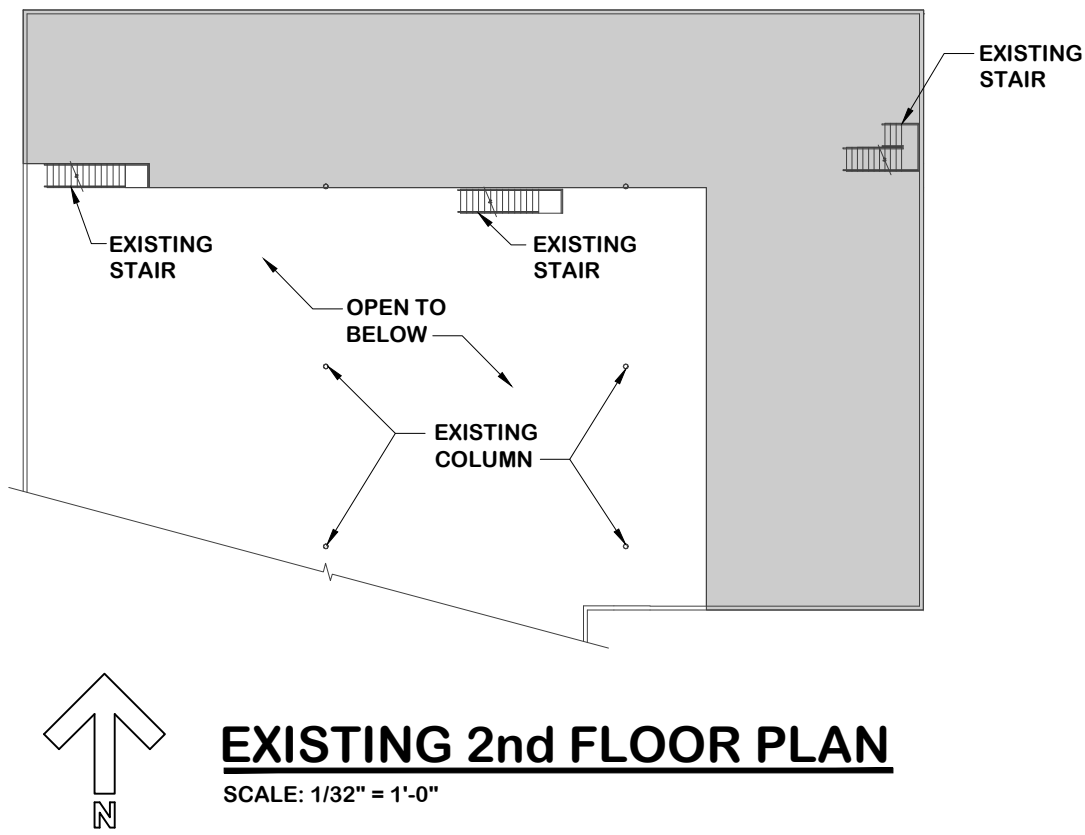 EXISTING
STAIR
EXISTING
STAIR
EXISTING
STAIR
OPEN TO
BELOW
EXISTING
COLUMN
EXISTING 2nd FLOOR PLAN
SCALE: 1/32" = 1'-0"
N